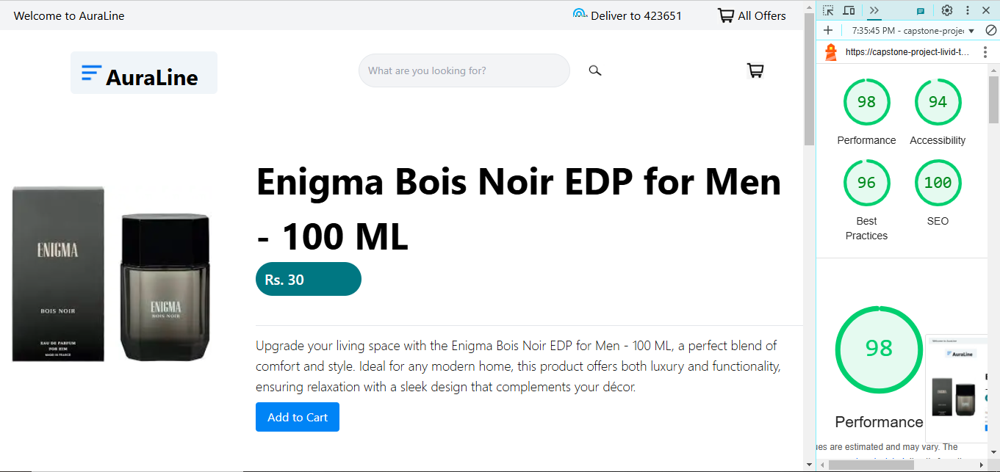 Welcome to AuraLine
Deliver to 423651
All Offers
AuraLine
What are you looking for?
Enigma Bois Noir EDP for Men
- 100 ML
Rs. 30
Upgrade your living space with the Enigma Bois Noir EDP for Men - 100 ML, a perfect blend of
comfort and style. Ideal for any modern home, this product offers both luxury and functionality,
ensuring relaxation with a sleek design that complements your décor.
Add to Cart
ENIGMA
BOIS NOIR
EAU DE PARFUM
FOR HIM
MADE IN FRANCE
ENIGMA
BOIS NOIR
7:35:45 PM - capstone-projec
https://capstone-project-livid-t...
98
94
Performance
Accessibility
96
100
Best
Practices
SEO
98
Welcome to AuraLine
AuraLine
Performance
are estimated and may vary. The